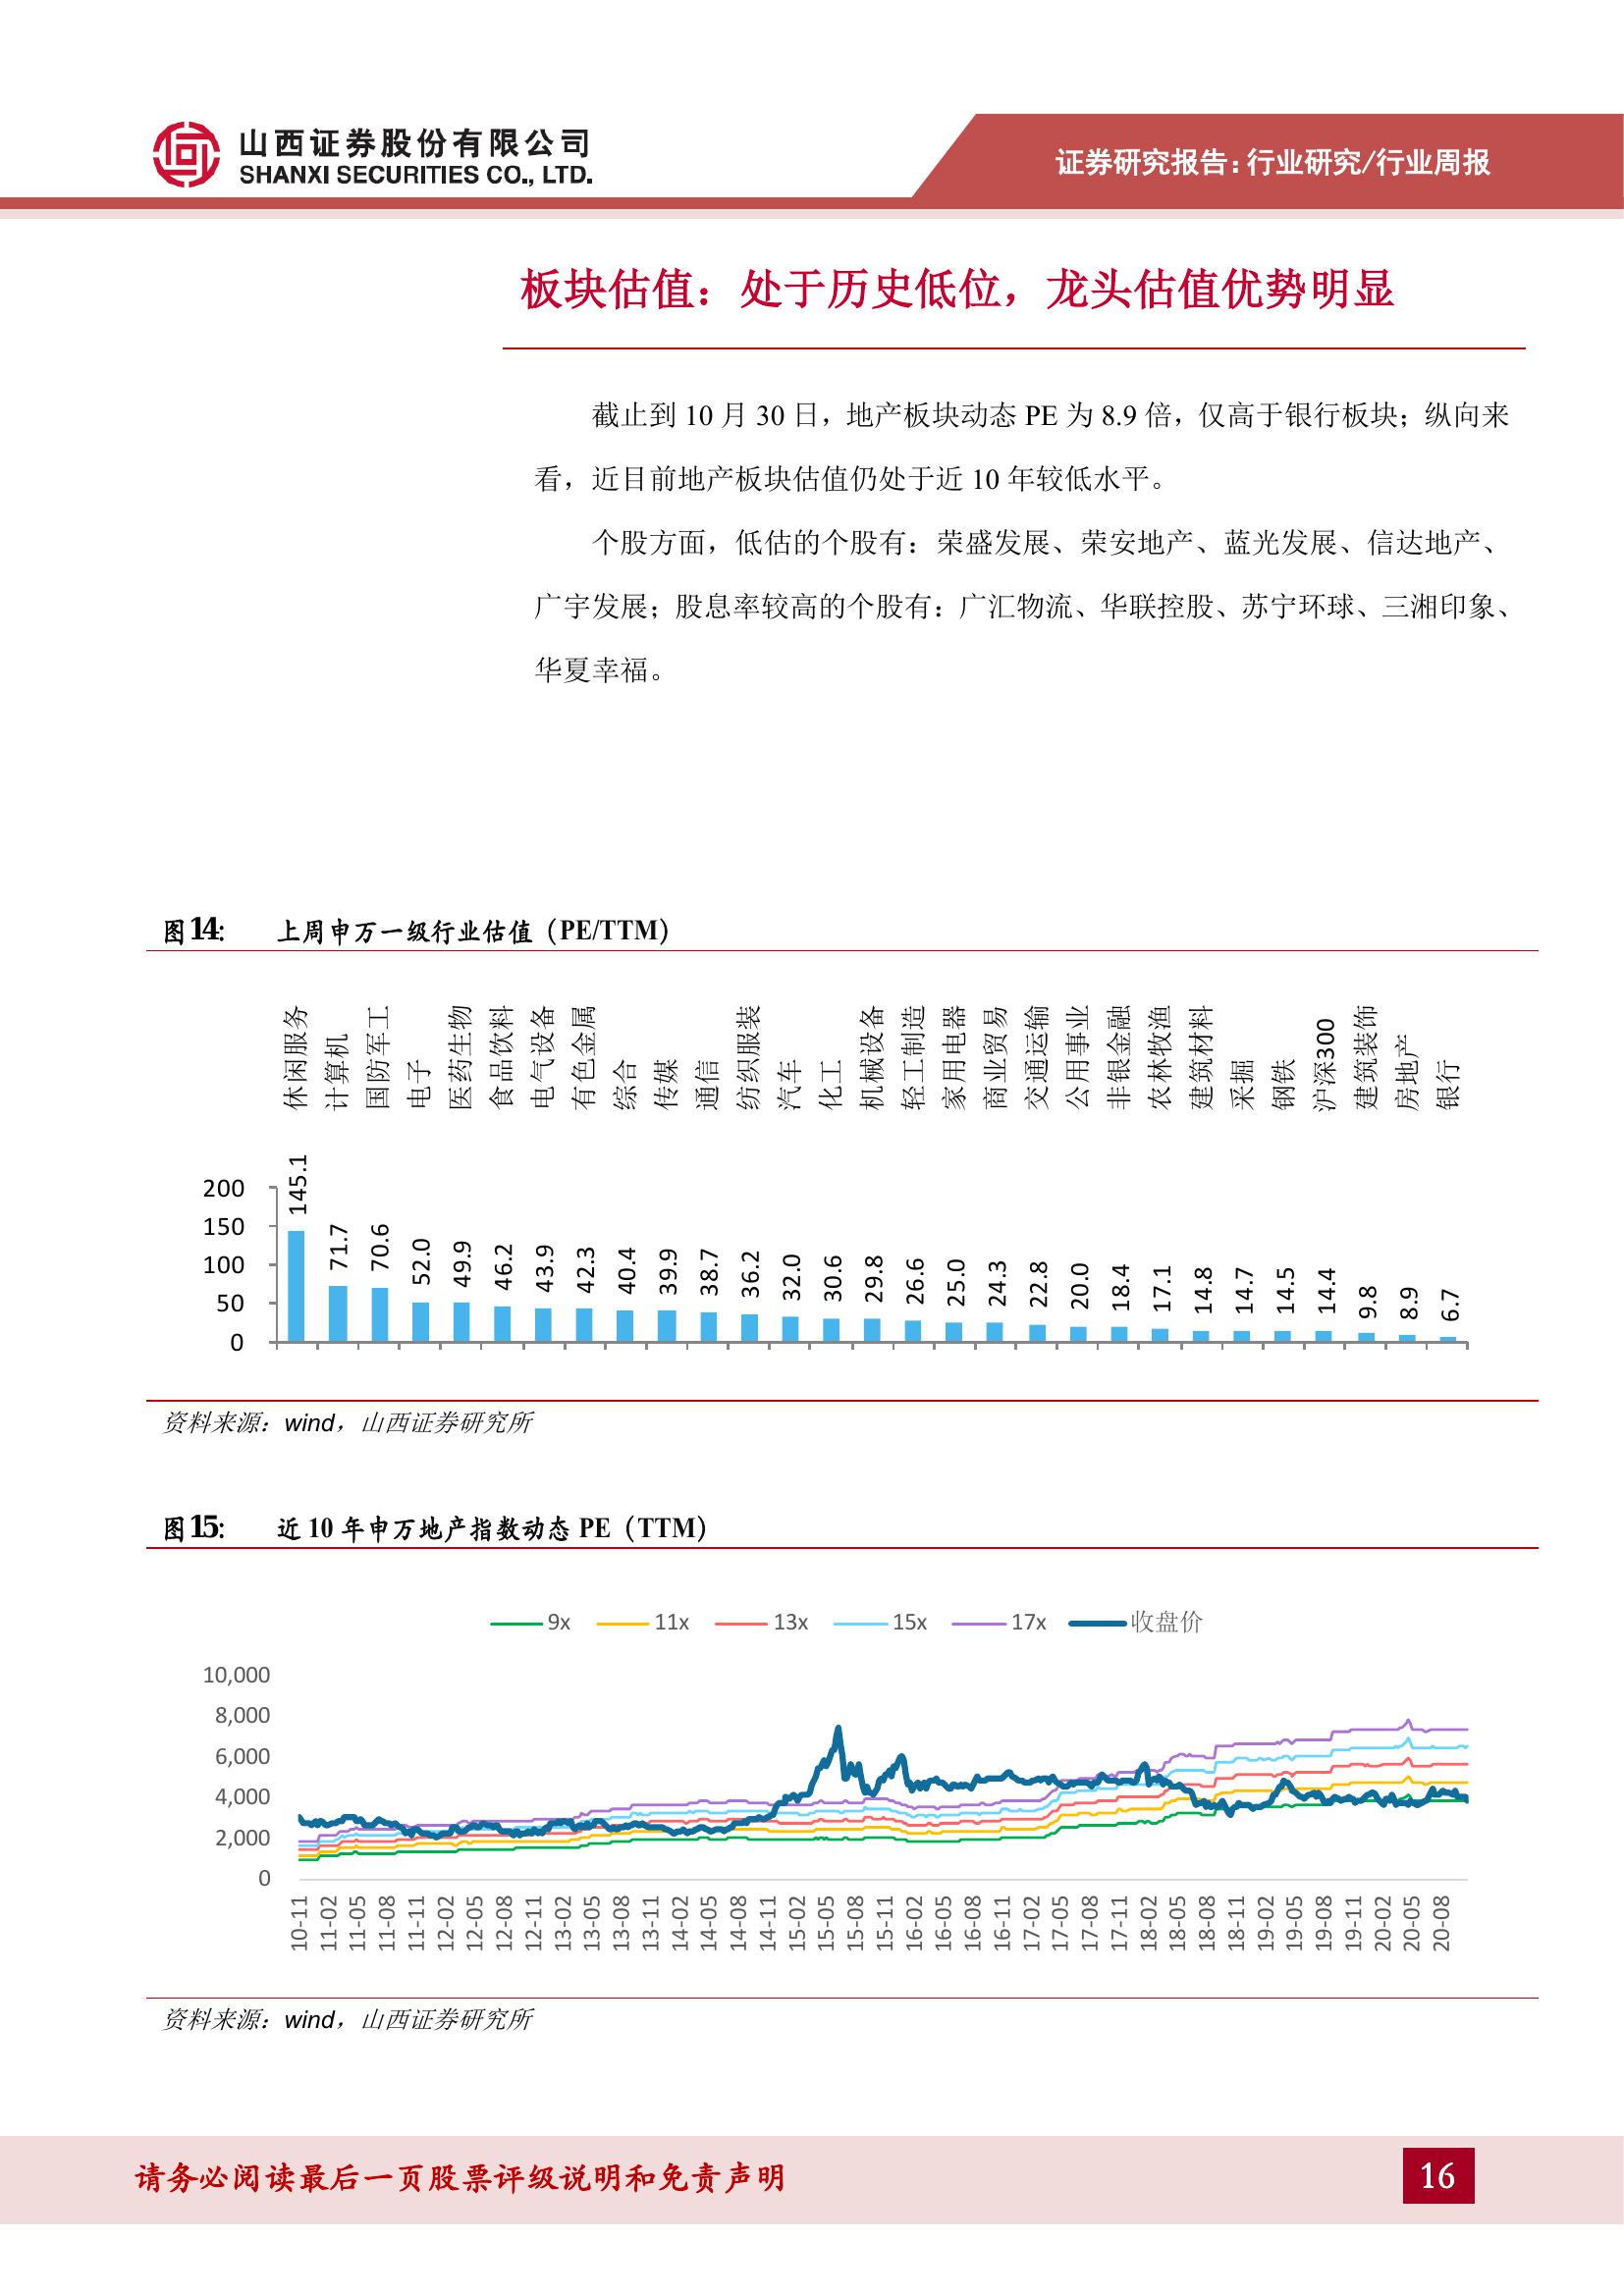 山西证券股份有限公司
SHANXI SECURITIES CO., LTD.
证券研究报告：行业研究/行业周报
板块估值：处于历史低位，龙头估值优势明显
截止到 10 月 30 日，地产板块动态 PE 为 8.9 倍，仅高于银行板块；纵向来
看，近目前地产板块估值仍处于近 10 年较低水平。
个股方面，低估的个股有：荣盛发展、荣安地产、蓝光发展、信达地产、
广宇发展；股息率较高的个股有：广汇物流、华联控股、苏宁环球、三湘印象、
华夏幸福。
图 14： 上周申万一级行业估值（PE/TTM）
休闲服务 计算机 国防军工 电子 医药生物 食品饮料 电气设备 有色金属 综合 传媒 通信 纺织服装 汽车 化工 机械设备 轻工制造 家用电器 商业贸易 交通运输 公用事业 非银金融 农林牧渔 建筑材料 采掘 钢铁 沪深300 建筑装饰 房地产 银行
200
150
100
50
0
145.1 71.7 70.6 52.0 49.9 46.2 43.9 42.3 40.4 39.9 38.7 36.2 32.0 30.6 29.8 26.6 25.0 24.3 22.8 20.0 18.4 17.1 14.8 14.7 14.5 14.4 9.8 8.9 6.7
资料来源：wind，山西证券研究所
图 15： 近 10 年申万地产指数动态 PE（TTM）
9x 11x 13x 15x 17x 收盘价
10,000
8,000
6,000
4,000
2,000
0
10-11 11-02 11-05 11-08 11-11 12-02 12-05 12-08 12-11 13-02 13-05 13-08 13-11 14-02 14-05 14-08 14-11 15-02 15-05 15-08 15-11 16-02 16-05 16-08 16-11 17-02 17-05 17-08 17-11 18-02 18-05 18-08 18-11 19-02 19-05 19-08 19-11 20-02 20-05 20-08
资料来源：wind，山西证券研究所
请务必阅读最后一页股票评级说明和免责声明
16